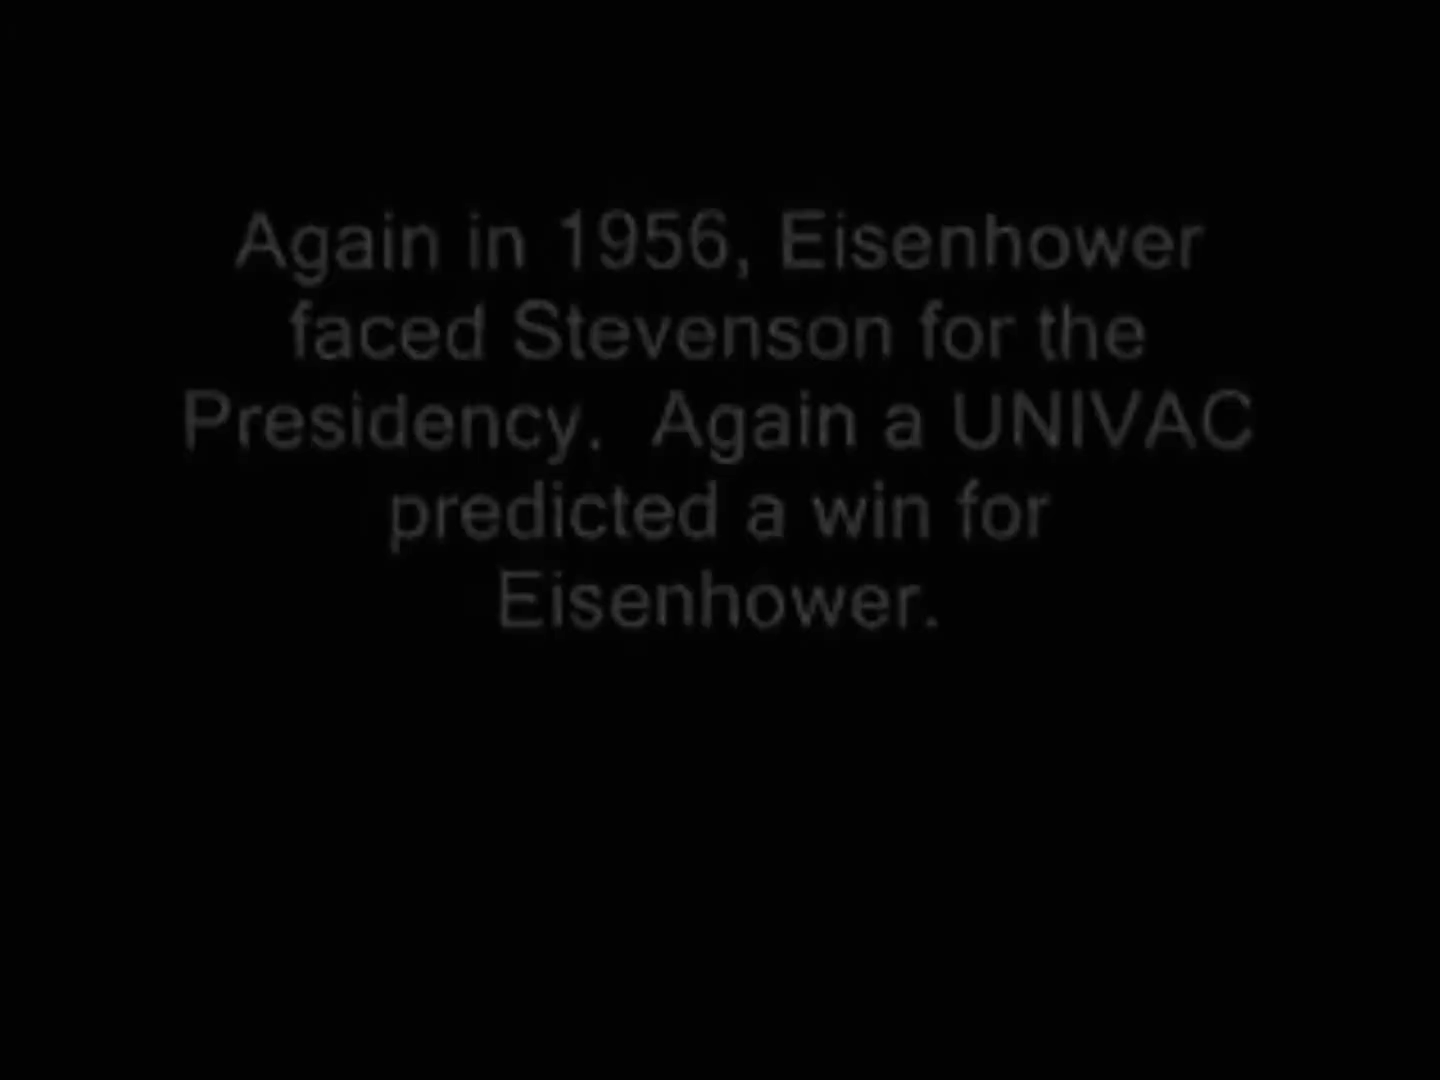 Again in 1956, Eisenhower
faced Stevenson for the
Presidency.  Again a UNIVAC
predicted a win for
Eisenhower.